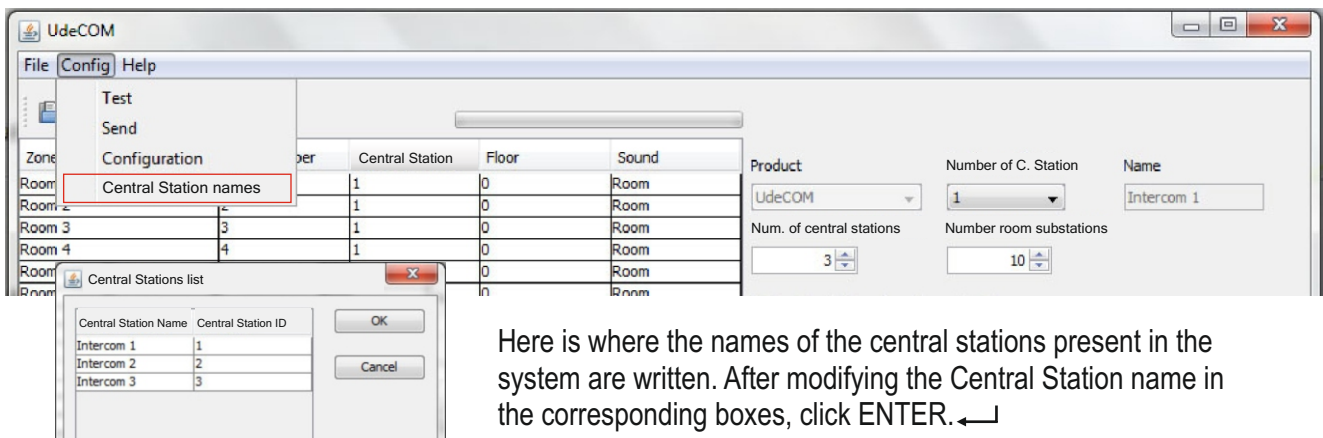 UdeCOM
File Config Help
Test
Send
Configuration
Central Station names
Zone ber Central Station Floor Sound
Room 1 0 Room
Room 2 2 1 0 Room
Room 3 3 1 0 Room
Room 4 4 1 0 Room
Room 0 Room
Room 0 Room
Product Number of C. Station Name
UdeCOM 1 Intercom 1
Num. of central stations Number room substations
3 10
Central Stations list
Central Station Name Central Station ID
Intercom 1 1
Intercom 2 2
Intercom 3 3
OK
Cancel
Here is where the names of the central stations present in the
system are written. After modifying the Central Station name in
the corresponding boxes, click ENTER.